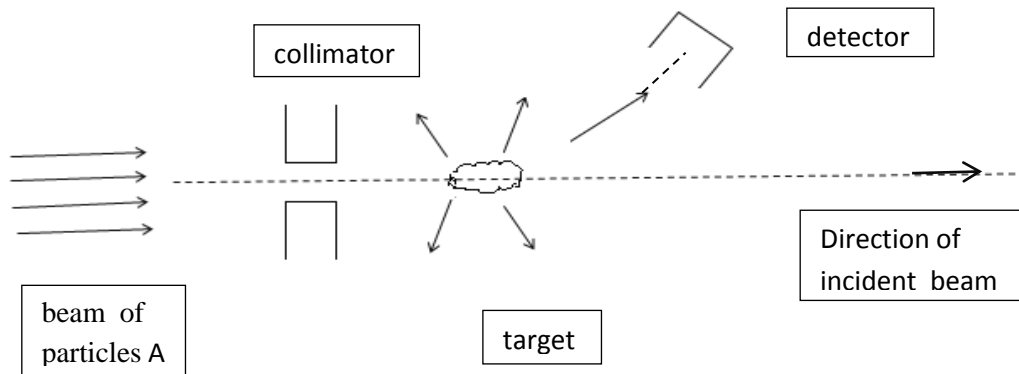 collimator
detector
Direction of
incident beam
beam of
particles A
target